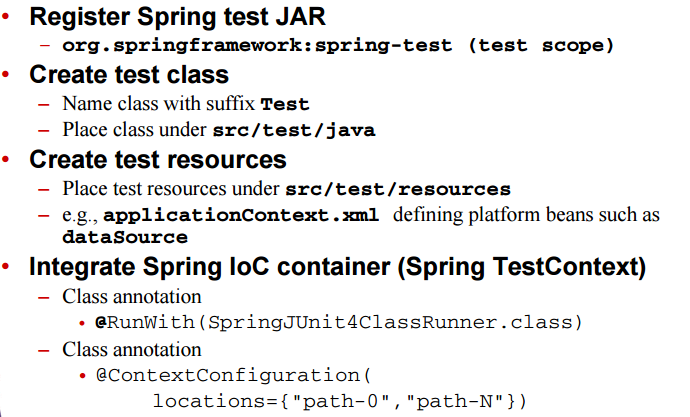 • Register Spring test JAR
– org.springframework:spring-test (test scope)
• Create test class
– Name class with suffix Test
– Place class under src/test/java
• Create test resources
– Place test resources under src/test/resources
– e.g., applicationContext.xml defining platform beans such as
dataSource
• Integrate Spring IoC container (Spring TestContext)
– Class annotation
• @RunWith(SpringJUnit4ClassRunner.class)
– Class annotation
• @ContextConfiguration(
locations={"path-0","path-N"})